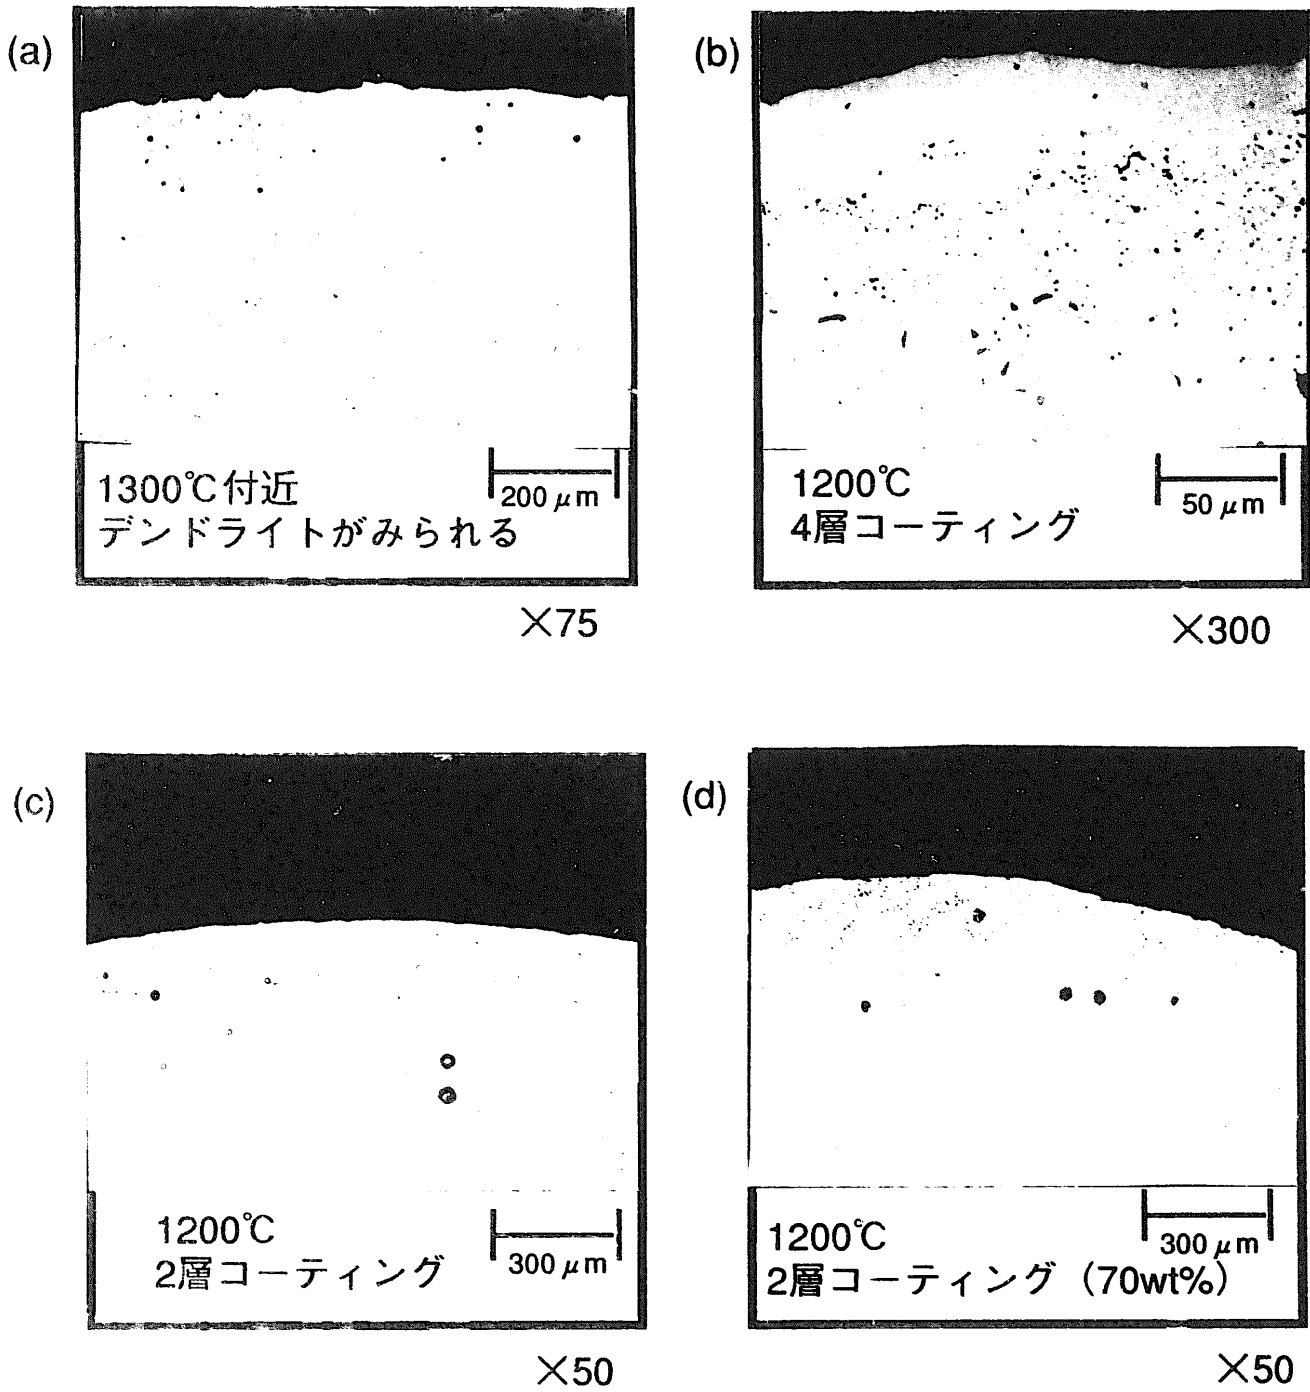 (a)
1300℃付近
デンドライトがみられる
200 μm
×75
(b)
1200℃
4層コーティング
50 μm
×300
(c)
1200℃
2層コーティング
300 μm
×50
(d)
1200℃
2層コーティング（70wt%）
300 μm
×50